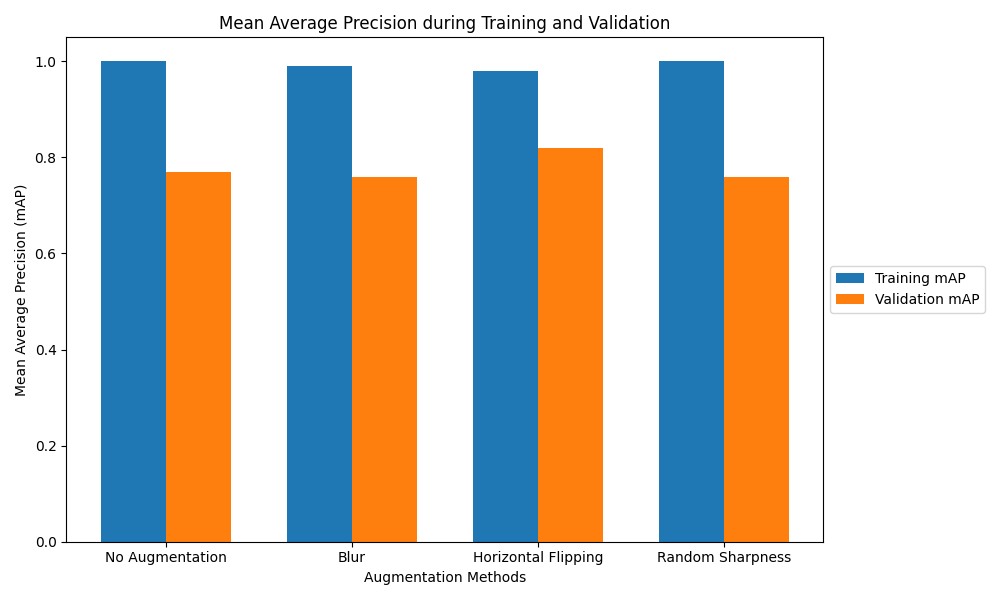 Mean Average Precision during Training and Validation
Mean Average Precision (mAP)
1.0
0.8
0.6
0.4
0.2
0.0
No Augmentation
Blur
Horizontal Flipping
Random Sharpness
Augmentation Methods
Training mAP
Validation mAP